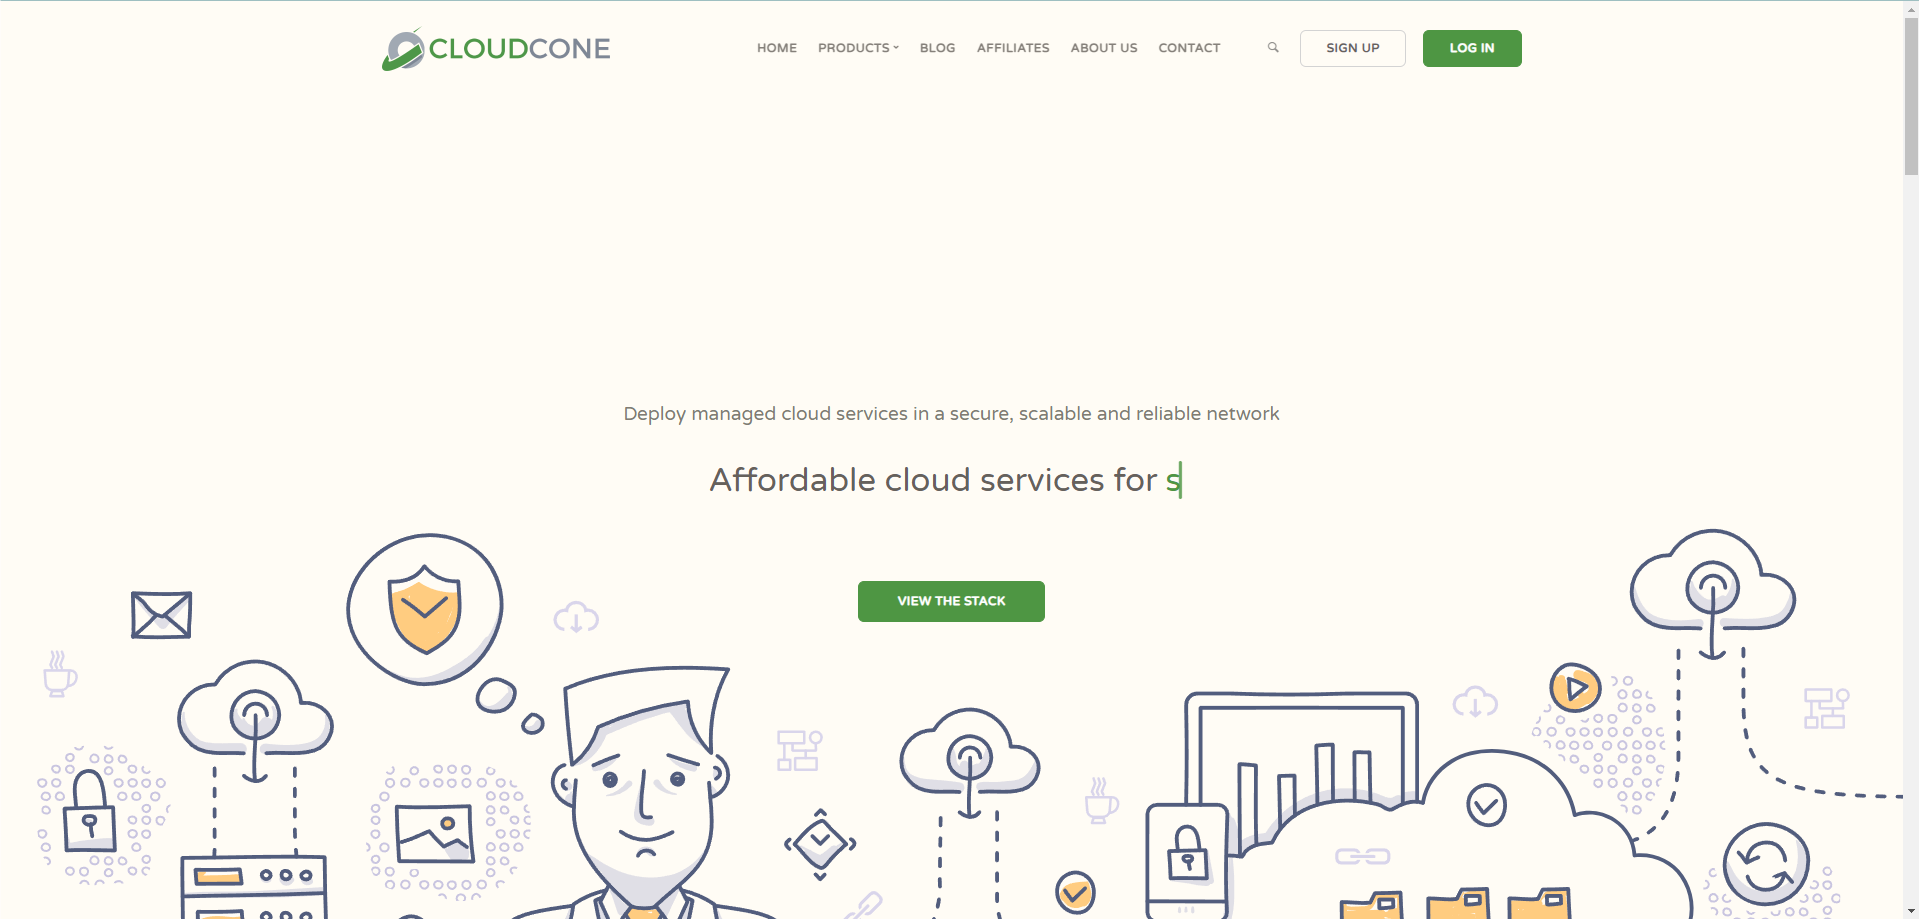 CLOUDCONE
HOME PRODUCTS BLOG AFFILIATES ABOUT US CONTACT SIGN UP LOG IN
Deploy managed cloud services in a secure, scalable and reliable network
Affordable cloud services for s
VIEW THE STACK